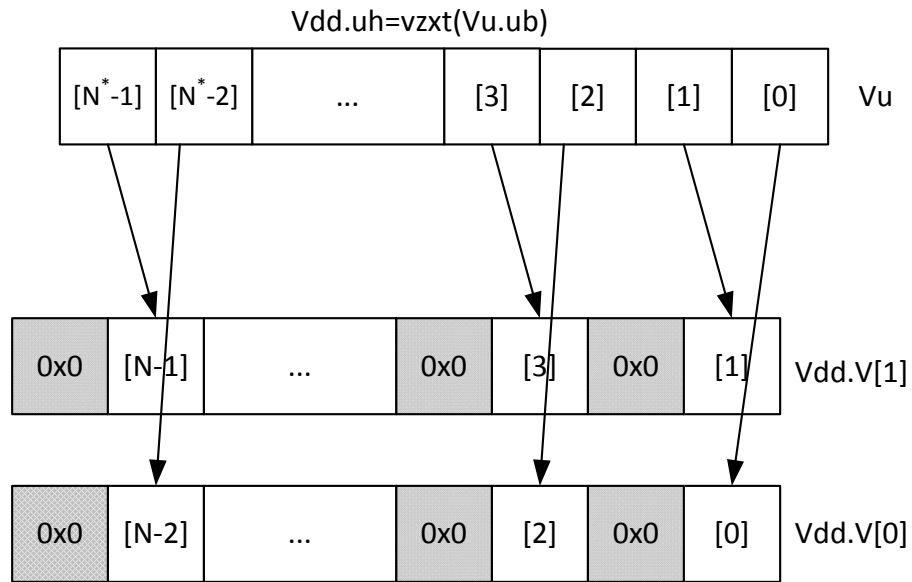 Vdd.uh=vzxt(Vu.ub)
[N*-1] [N*-2] ... [3] [2] [1] [0] Vu
0x0 [N-1] ... 0x0 [3] 0x0 [1] Vdd.V[1]
0x0 [N-2] ... 0x0 [2] 0x0 [0] Vdd.V[0]